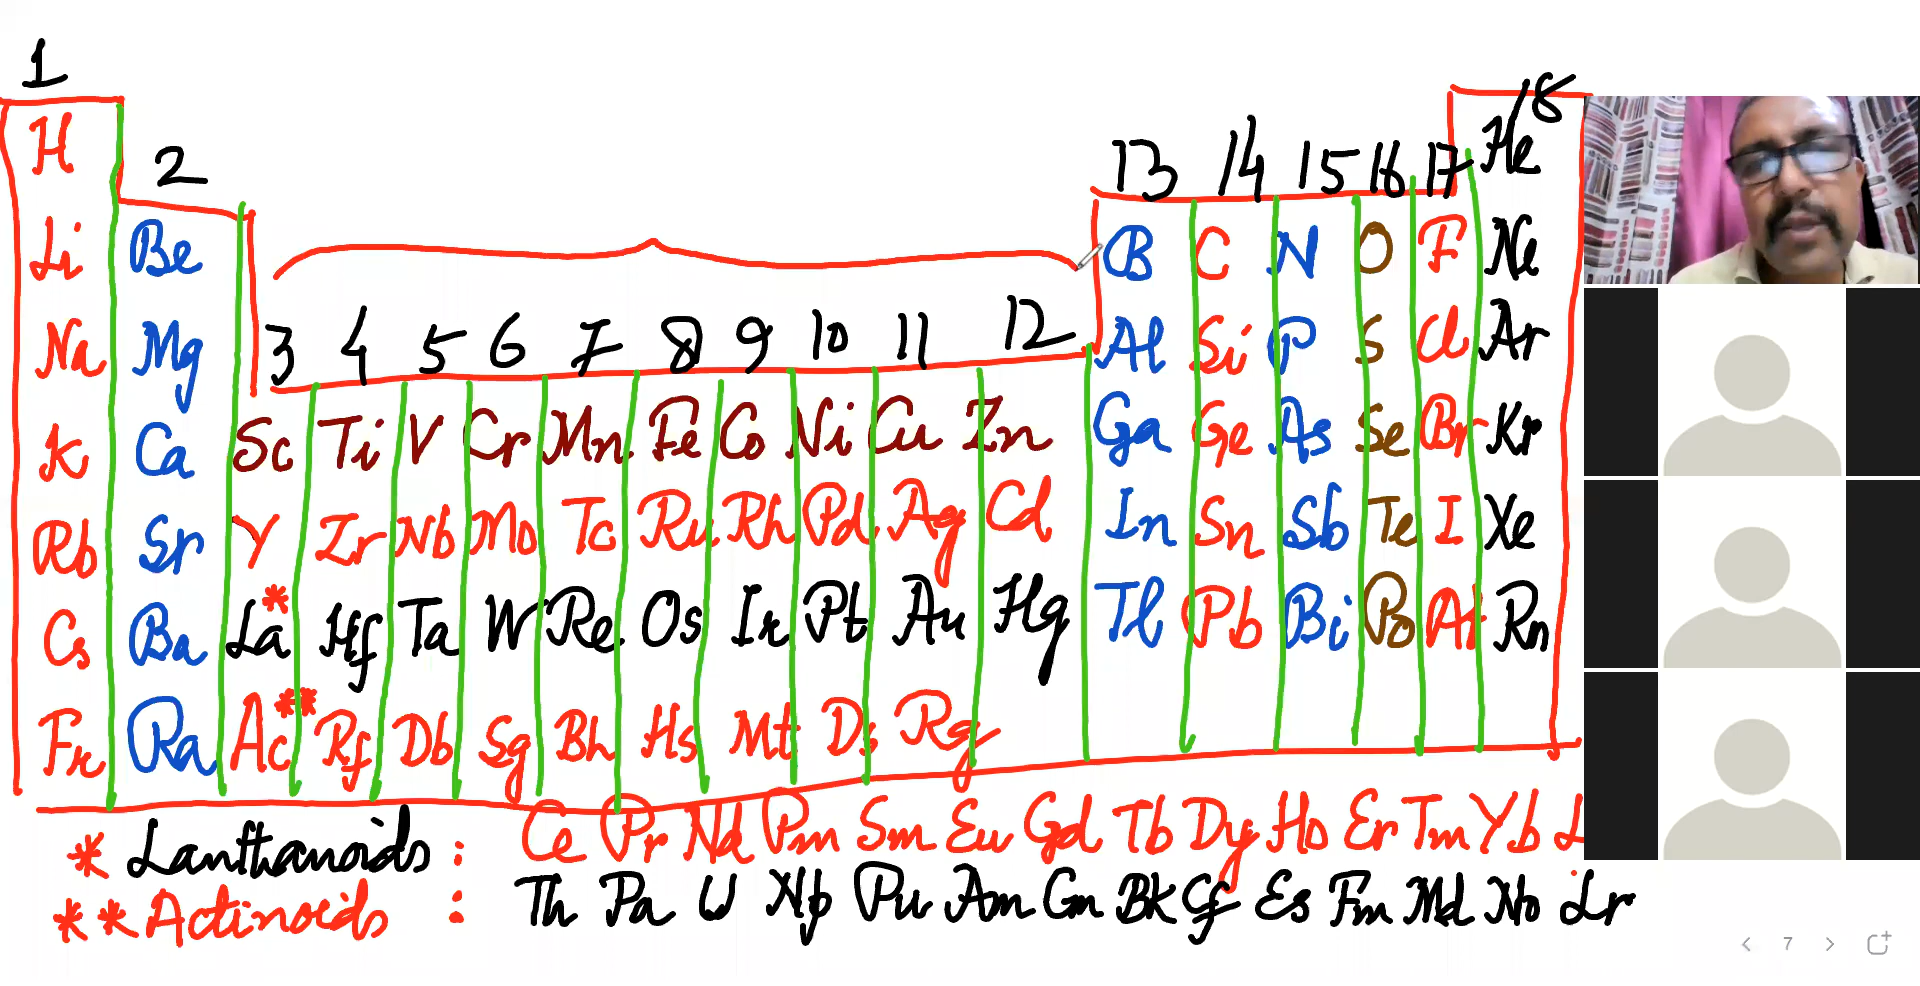 1 18
H 2 13 14 15 16 17 He
Li Be B C N O F Ne
Na Mg 3 4 5 6 7 8 9 10 11 12 Al Si P S Cl Ar
K Ca Sc Ti V Cr Mn Fe Co Ni Cu Zn Ga Ge As Se Br Kr
Rb Sr Y Zr Nb Mo Tc Ru Rh Pd Ag Cd In Sn Sb Te I Xe
Cs Ba La* Hf Ta W Re Os Ir Pt Au Hg Tl Pb Bi Po At Rn
Fr Ra Ac** Rf Db Sg Bh Hs Mt Ds Rg
* Lanthanoids : Ce Pr Nd Pm Sm Eu Gd Tb Dy Ho Er Tm Yb L
** Actinoids : Th Pa U Np Pu Am Cm Bk Cf Es Fm Md No Lr
7